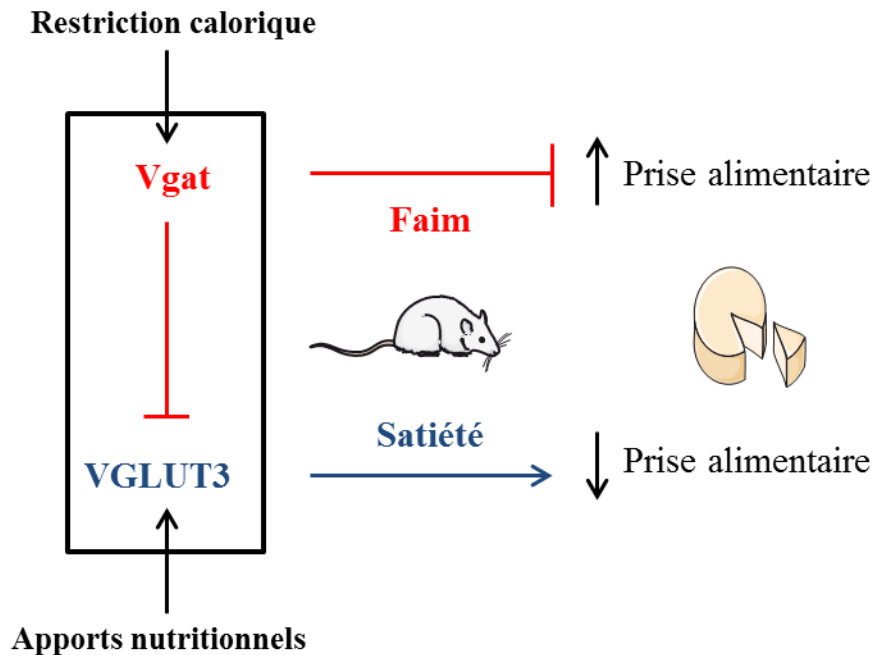 Restriction calorique
Vgat
Prise alimentaire
Faim
Satiété
VGLUT3
Prise alimentaire
Apports nutritionnels